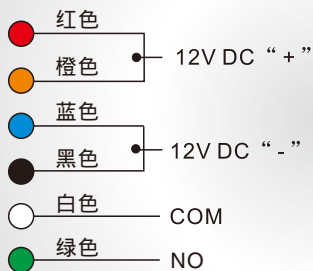 红色
橙色
12V DC “ + ”
蓝色
黑色
12V DC “ - ”
白色
COM
绿色
NO